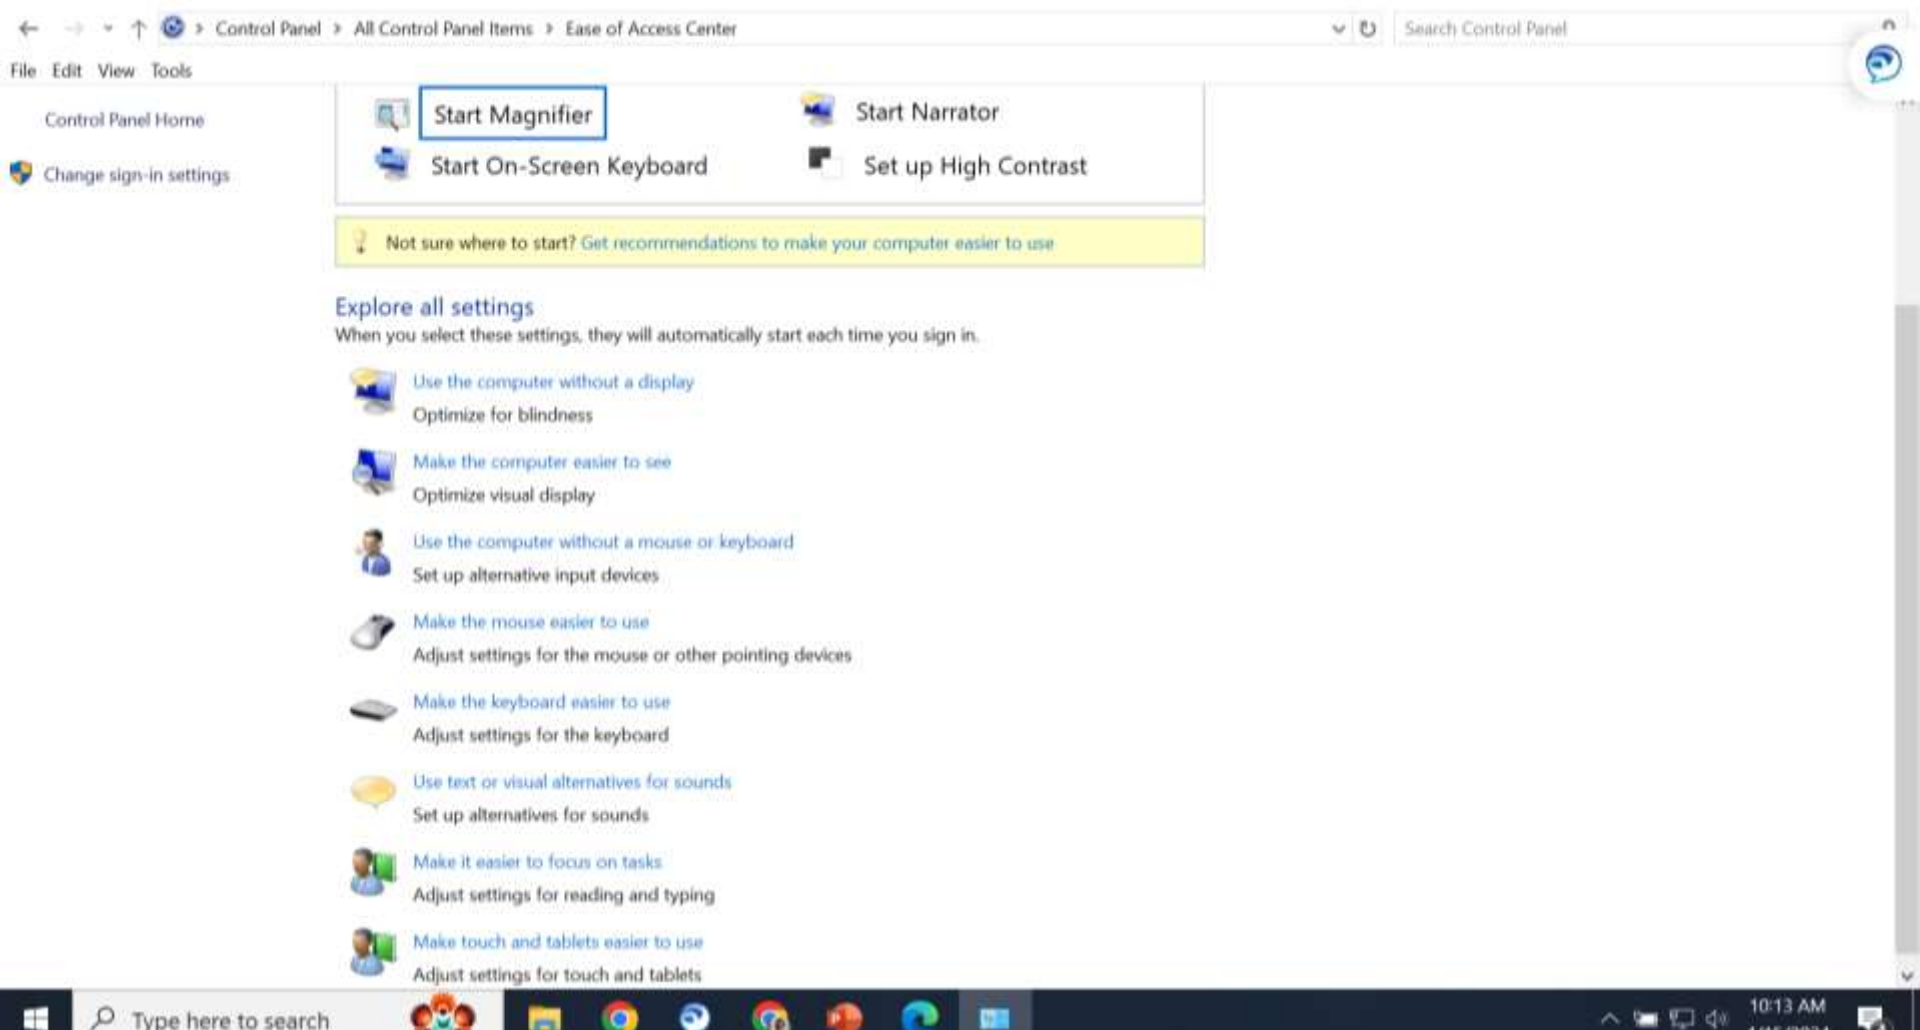 Control Panel > All Control Panel Items > Ease of Access Center
Search Control Panel
File Edit View Tools
Control Panel Home
Change sign-in settings
Start Magnifier
Start Narrator
Start On-Screen Keyboard
Set up High Contrast
Not sure where to start? Get recommendations to make your computer easier to use
Explore all settings
When you select these settings, they will automatically start each time you sign in.
Use the computer without a display
Optimize for blindness
Make the computer easier to see
Optimize visual display
Use the computer without a mouse or keyboard
Set up alternative input devices
Make the mouse easier to use
Adjust settings for the mouse or other pointing devices
Make the keyboard easier to use
Adjust settings for the keyboard
Use text or visual alternatives for sounds
Set up alternatives for sounds
Make it easier to focus on tasks
Adjust settings for reading and typing
Make touch and tablets easier to use
Adjust settings for touch and tablets
Type here to search
10:13 AM